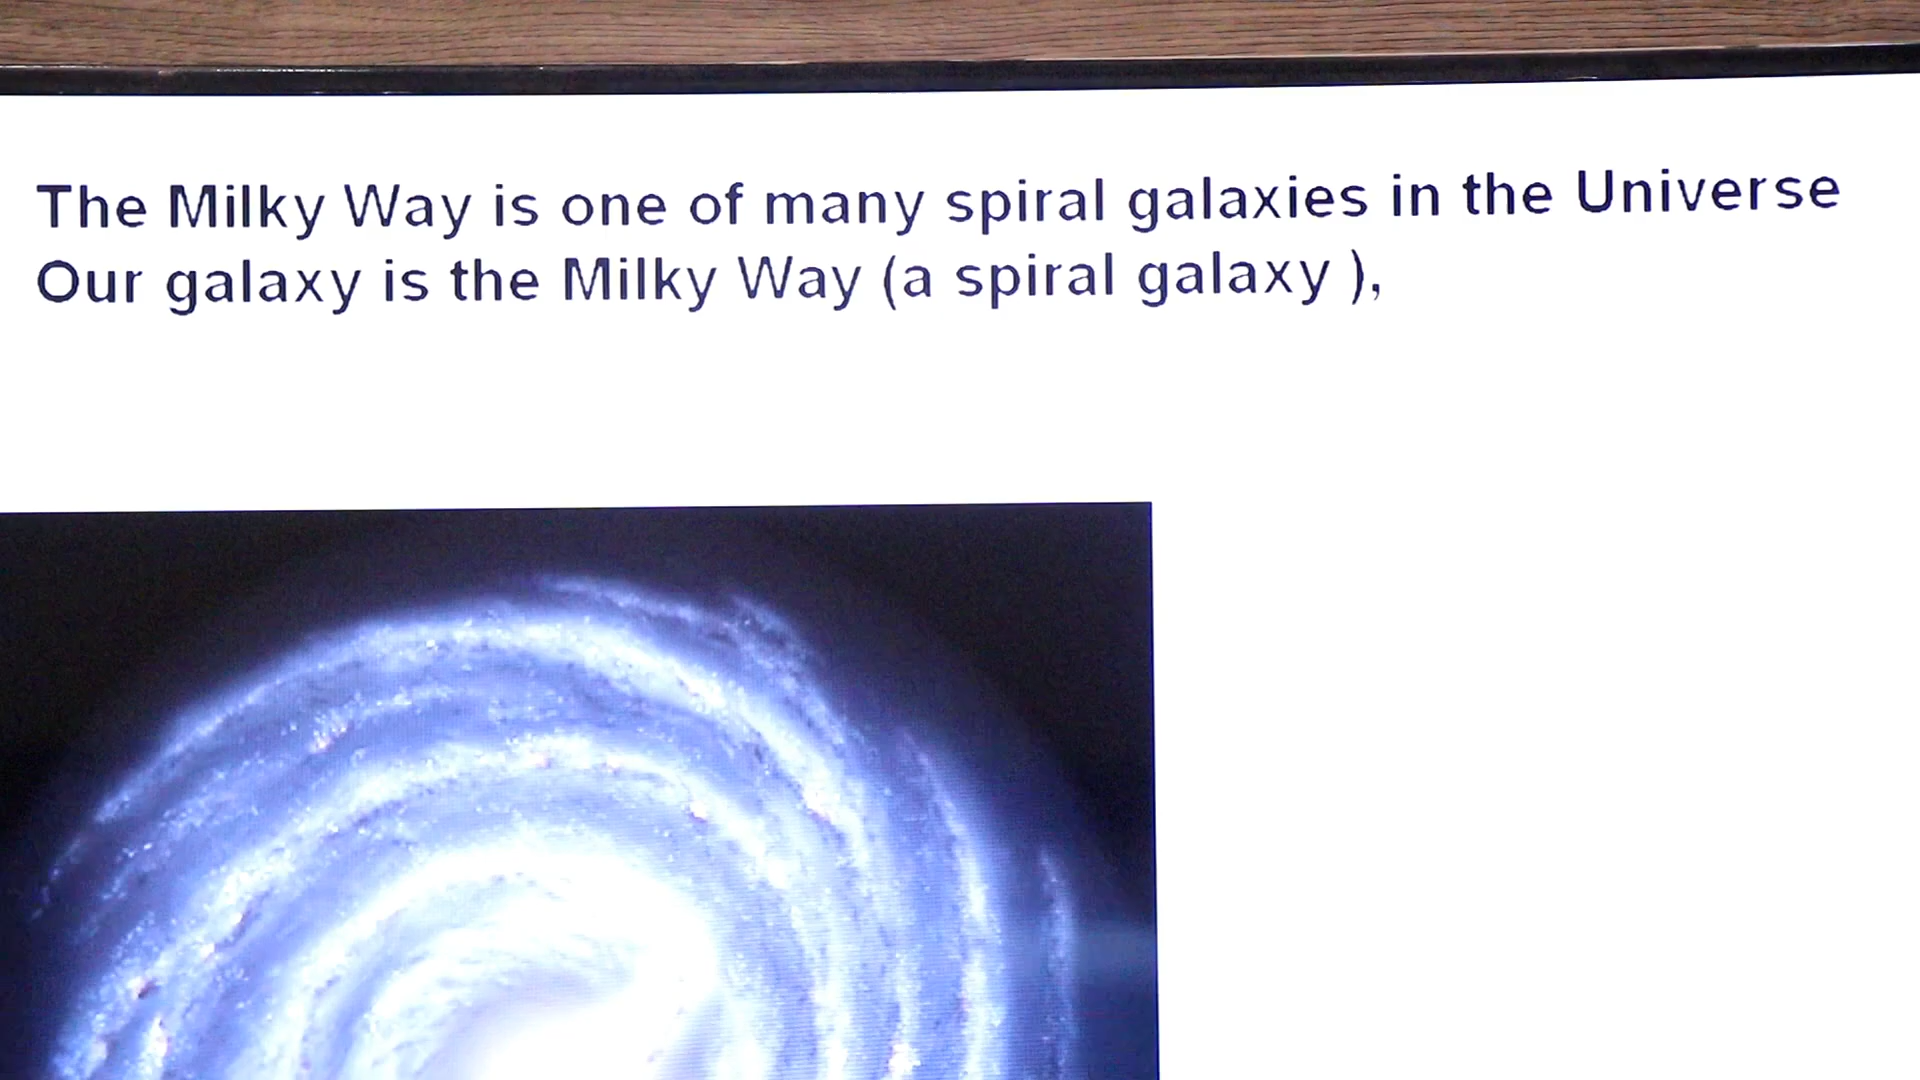 The Milky Way is one of many spiral galaxies in the Universe
Our galaxy is the Milky Way (a spiral galaxy ),